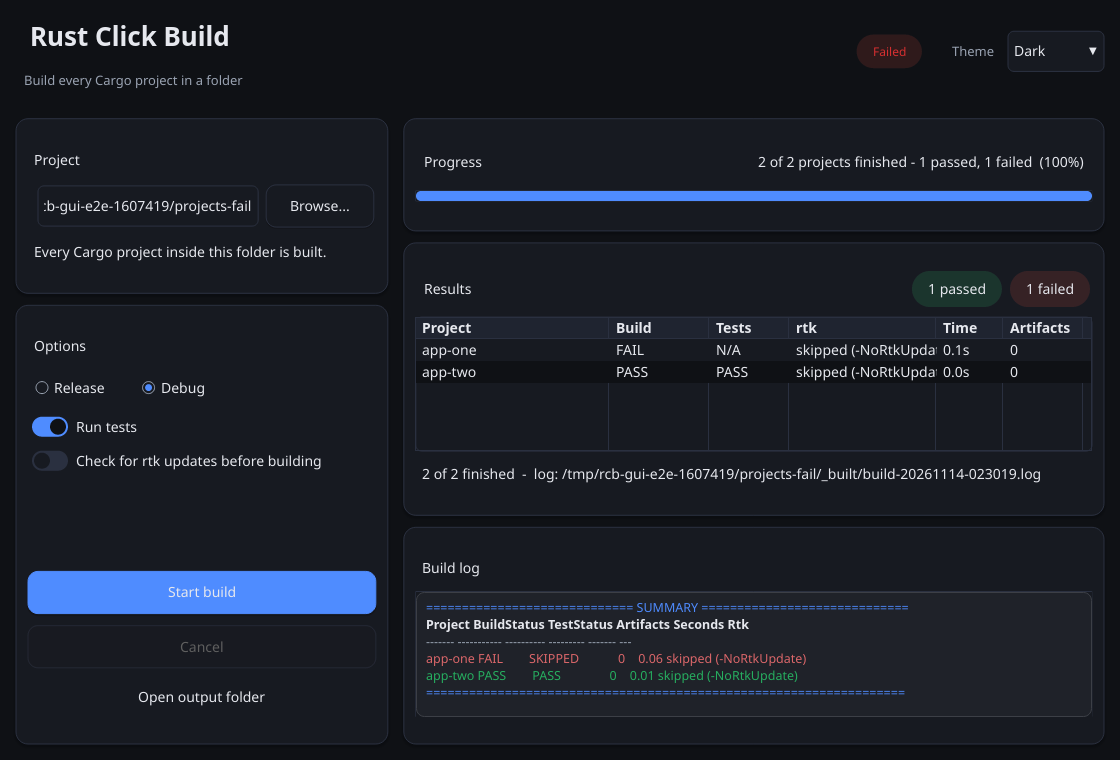 Rust Click Build
Build every Cargo project in a folder
Failed
Theme
Dark
Project
:b-gui-e2e-1607419/projects-fail
Browse...
Every Cargo project inside this folder is built.
Options
Release
Debug
Run tests
Check for rtk updates before building
Start build
Cancel
Open output folder
Progress
2 of 2 projects finished - 1 passed, 1 failed (100%)
Results
1 passed
1 failed
Project Build Tests rtk Time Artifacts
app-one FAIL N/A skipped (-NoRtkUpdat 0.1s 0
app-two PASS PASS skipped (-NoRtkUpdat 0.0s 0
2 of 2 finished - log: /tmp/rcb-gui-e2e-1607419/projects-fail/_built/build-20261114-023019.log
Build log
============================ SUMMARY ============================
Project BuildStatus TestStatus Artifacts Seconds Rtk
------- ----------- ---------- --------- ------- ---
app-one FAIL SKIPPED 0 0.06 skipped (-NoRtkUpdate)
app-two PASS PASS 0 0.01 skipped (-NoRtkUpdate)
=================================================================